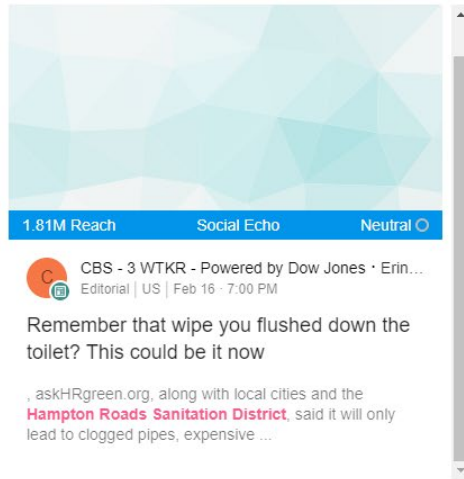 1.81M Reach Social Echo Neutral
C
CBS - 3 WTKR - Powered by Dow Jones · Erin...
Editorial | US | Feb 16 · 7:00 PM
Remember that wipe you flushed down the
toilet? This could be it now
, askHRgreen.org, along with local cities and the
Hampton Roads Sanitation District, said it will only
lead to clogged pipes, expensive ...